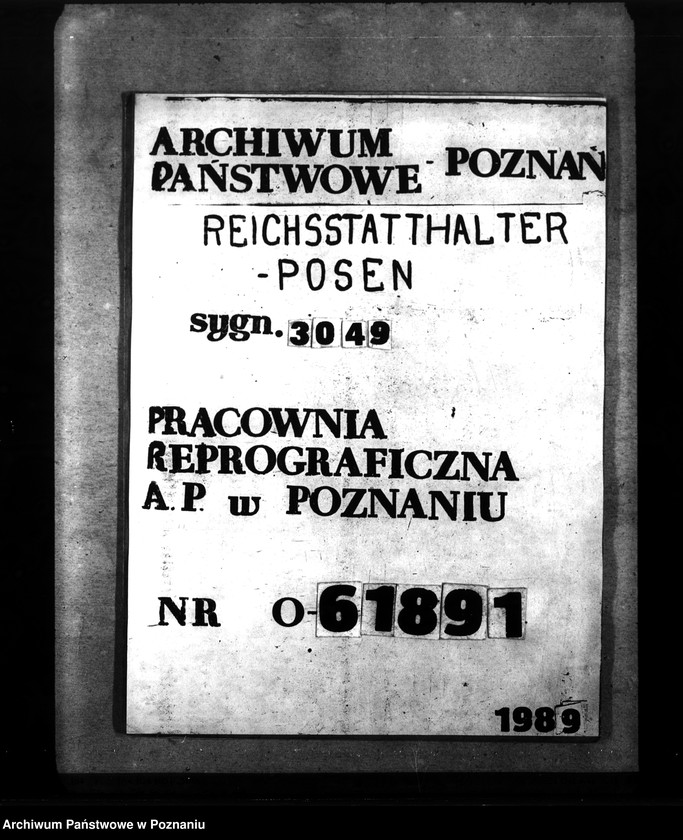 ARCHIWUM
PAŃSTWOWE - POZNAŃ
REICHSSTATTHALTER
-POSEN
sygn. 3049
PRACOWNIA
REPROGRAFICZNA
A.P. w POZNANIU
NR O-61891
1989
Archiwum Państwowe w Poznaniu